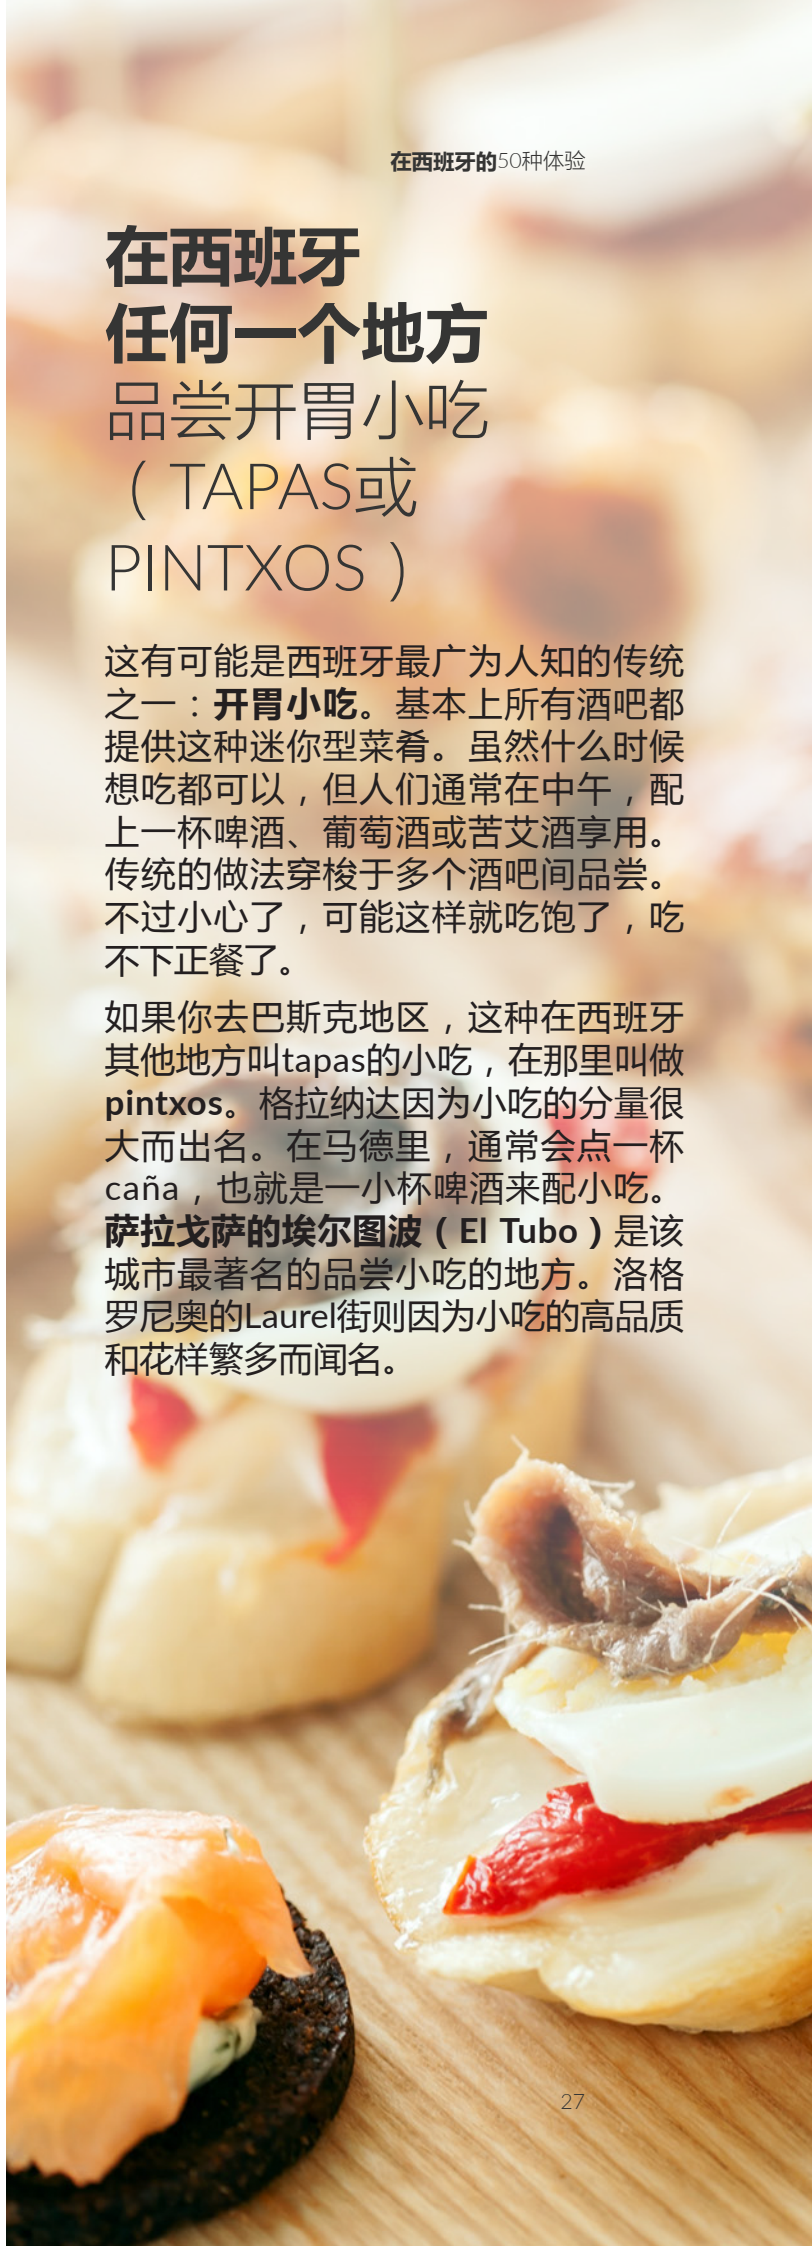 在西班牙的50种体验
在西班牙
任何一个地方
品尝开胃小吃
（TAPAS或
PINTXOS）
这有可能是西班牙最广为人知的传统
之一：开胃小吃。基本上所有酒吧都
提供这种迷你型菜肴。虽然什么时候
想吃都可以，但人们通常在中午，配
上一杯啤酒、葡萄酒或苦艾酒享用。
传统的做法穿梭于多个酒吧间品尝。
不过小心了，可能这样就吃饱了，吃
不下正餐了。
如果你去巴斯克地区，这种在西班牙
其他地方叫tapas的小吃，在那里叫做
pintxos。格拉纳达因为小吃的分量很
大而出名。在马德里，通常会点一杯
caña，也就是一小杯啤酒来配小吃。
萨拉戈萨的埃尔图波（El Tubo）是该
城市最著名的品尝小吃的地方。洛格
罗尼奥的Laurel街则因为小吃的高品质
和花样繁多而闻名。
27